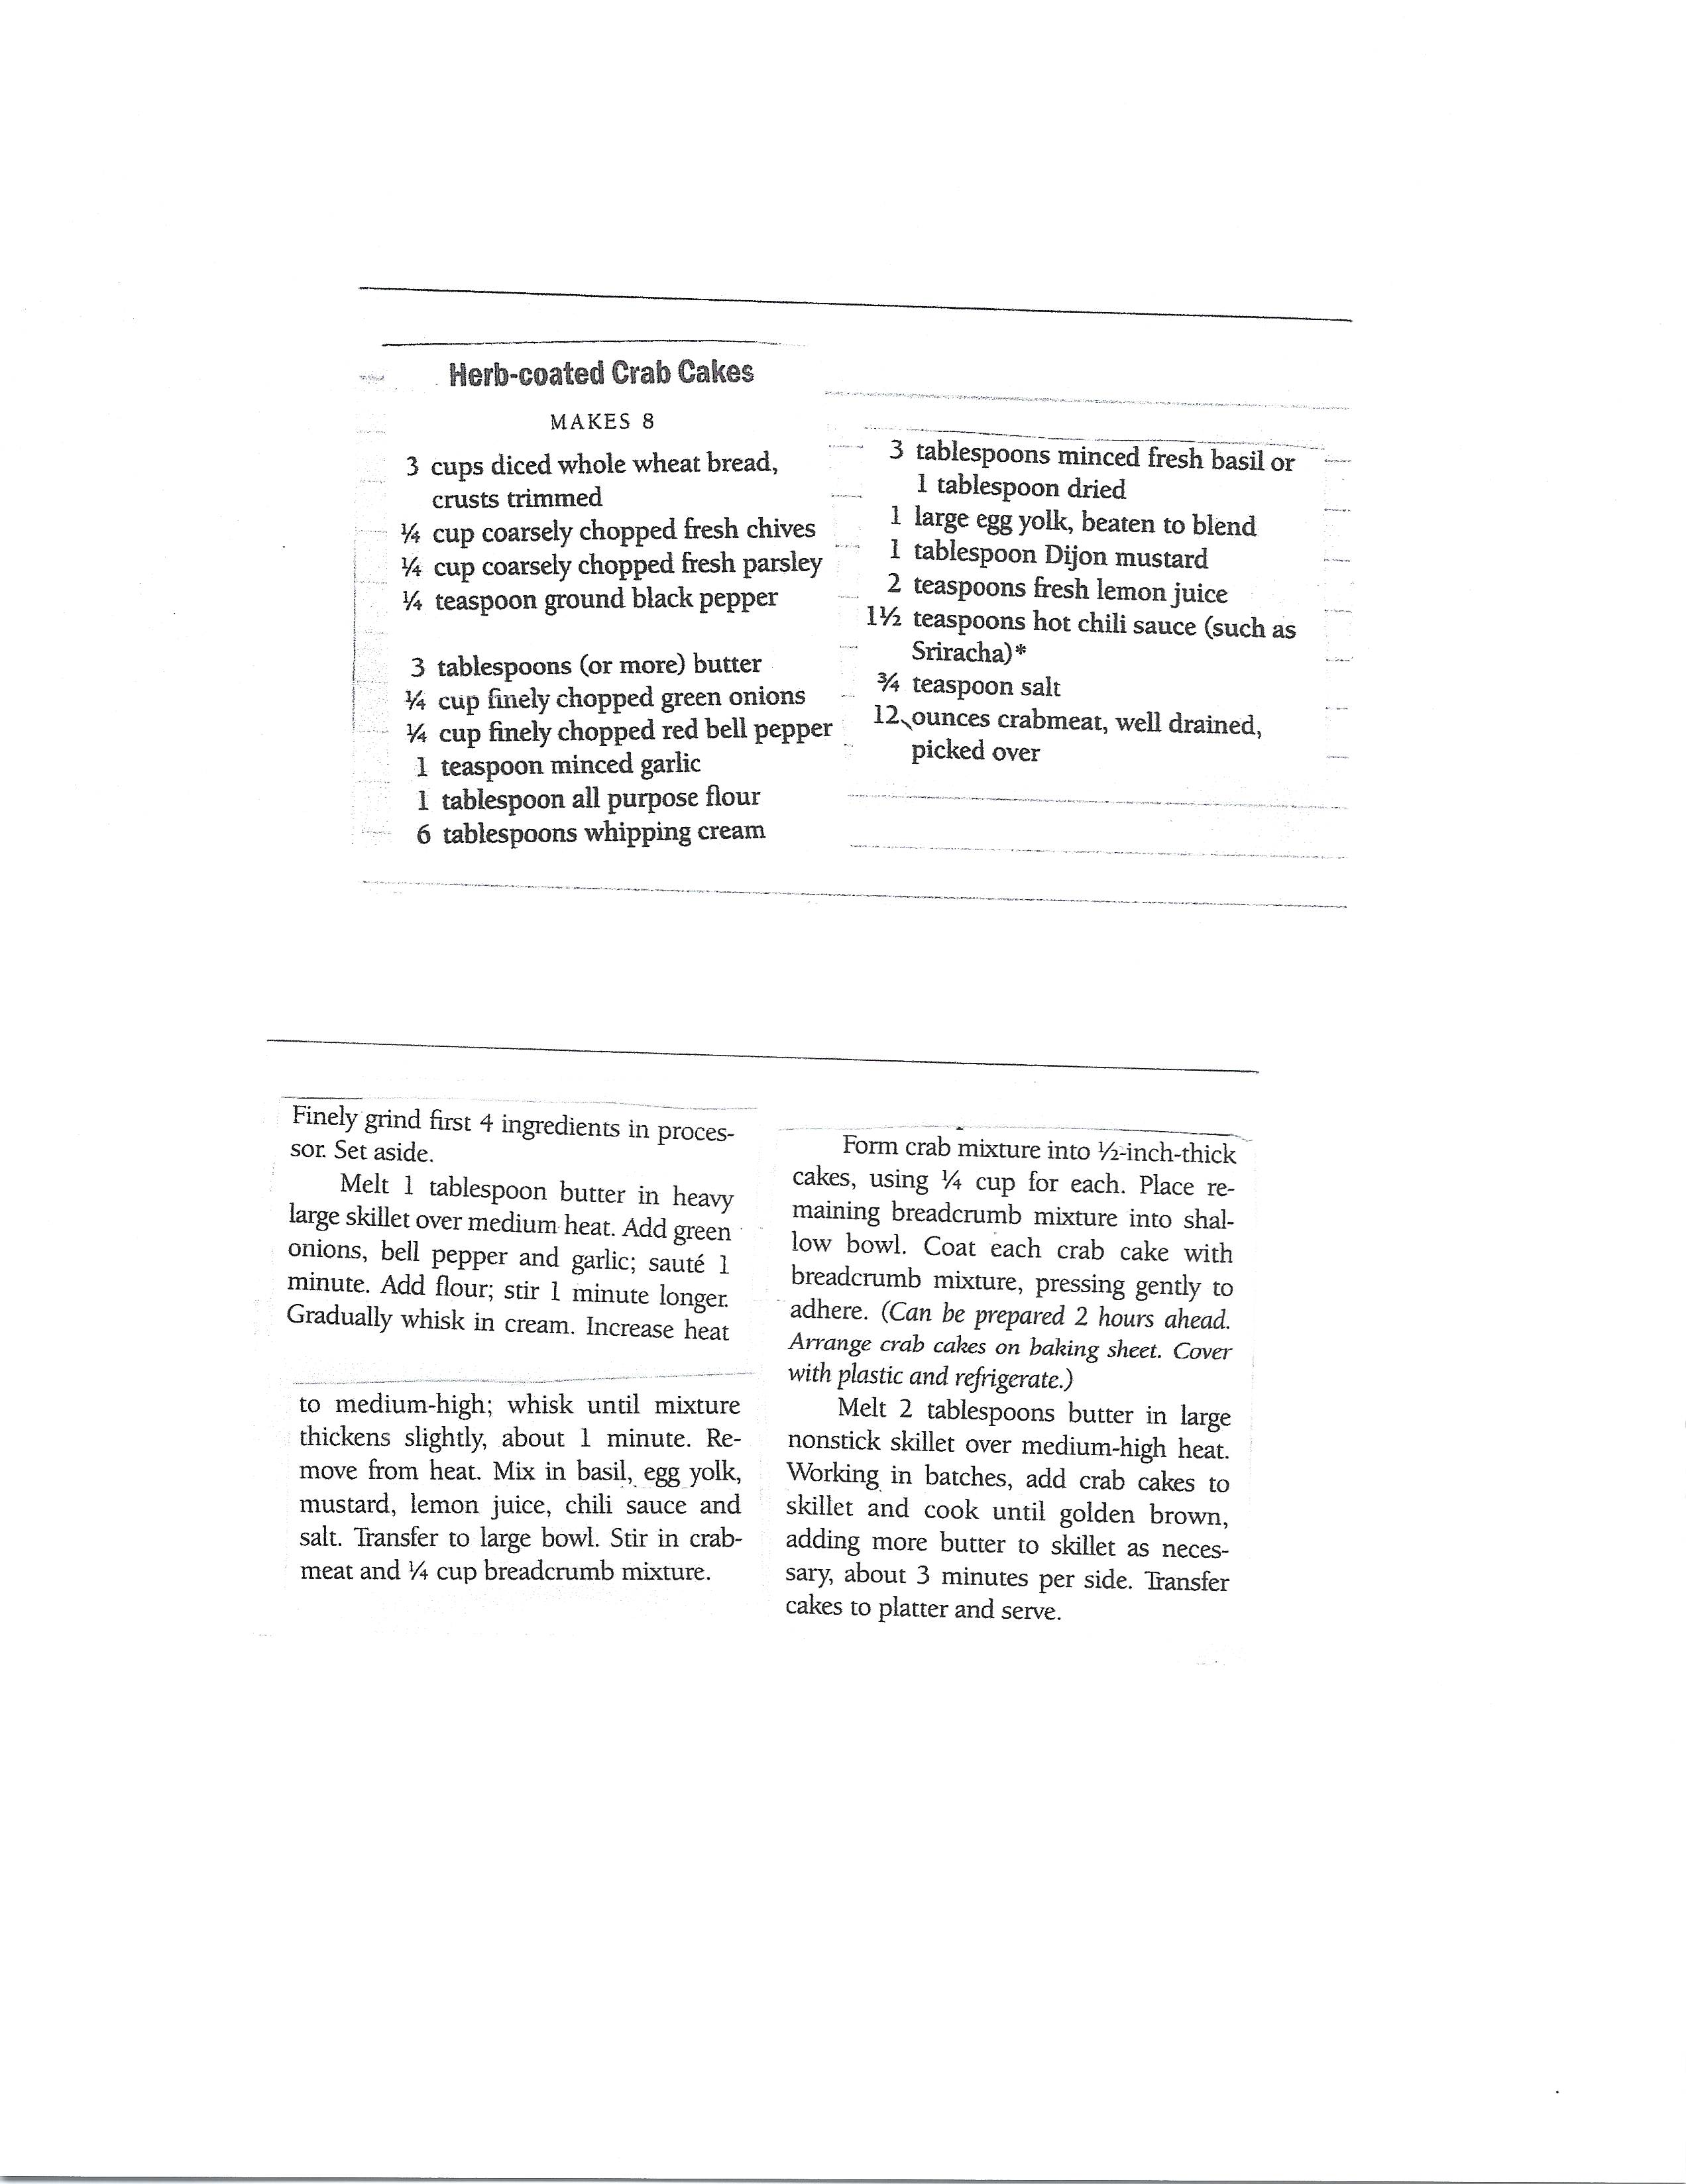 Herb-coated Crab Cakes
MAKES 8
3 cups diced whole wheat bread,
crusts trimmed
¼ cup coarsely chopped fresh chives
¼ cup coarsely chopped fresh parsley
¼ teaspoon ground black pepper
3 tablespoons (or more) butter
¼ cup finely chopped green onions
¼ cup finely chopped red bell pepper
1 teaspoon minced garlic
1 tablespoon all purpose flour
6 tablespoons whipping cream
3 tablespoons minced fresh basil or
1 tablespoon dried
1 large egg yolk, beaten to blend
1 tablespoon Dijon mustard
2 teaspoons fresh lemon juice
1½ teaspoons hot chili sauce (such as
Sriracha)*
¾ teaspoon salt
12 ounces crabmeat, well drained,
picked over
Finely grind first 4 ingredients in proces-
sor. Set aside.
Melt 1 tablespoon butter in heavy
large skillet over medium heat. Add green
onions, bell pepper and garlic; sauté 1
minute. Add flour; stir 1 minute longer.
Gradually whisk in cream. Increase heat
to medium-high; whisk until mixture
thickens slightly, about 1 minute. Re-
move from heat. Mix in basil, egg yolk,
mustard, lemon juice, chili sauce and
salt. Transfer to large bowl. Stir in crab-
meat and ¼ cup breadcrumb mixture.
Form crab mixture into ½-inch-thick
cakes, using ¼ cup for each. Place re-
maining breadcrumb mixture into shal-
low bowl. Coat each crab cake with
breadcrumb mixture, pressing gently to
adhere. (Can be prepared 2 hours ahead.
Arrange crab cakes on baking sheet. Cover
with plastic and refrigerate.)
Melt 2 tablespoons butter in large
nonstick skillet over medium-high heat.
Working in batches, add crab cakes to
skillet and cook until golden brown,
adding more butter to skillet as neces-
sary, about 3 minutes per side. Transfer
cakes to platter and serve.